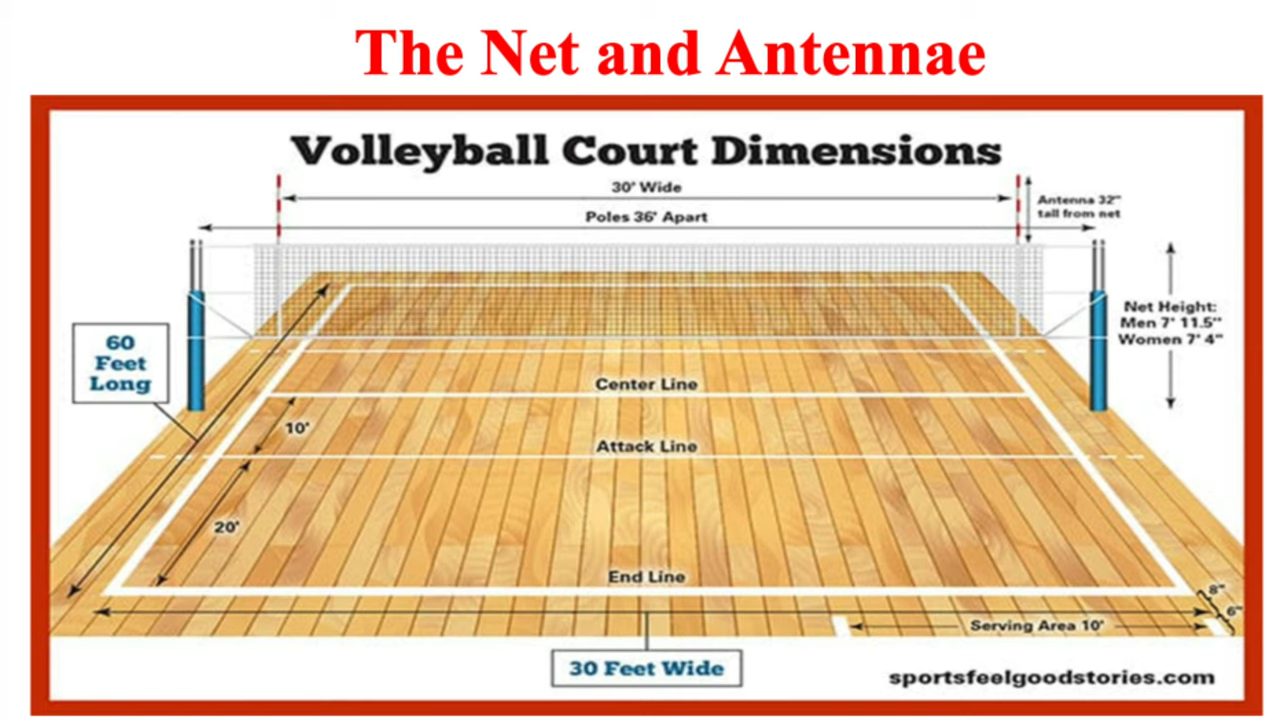 The Net and Antennae
Volleyball Court Dimensions
30' Wide
Antenna 32"
tall from net
Poles 36' Apart
Net Height:
Men 7' 11.5"
Women 7' 4"
60
Feet
Long
Center Line
10'
Attack Line
20'
End Line
8"
6"
Serving Area 10'
30 Feet Wide
sportsfeelgoodstories.com